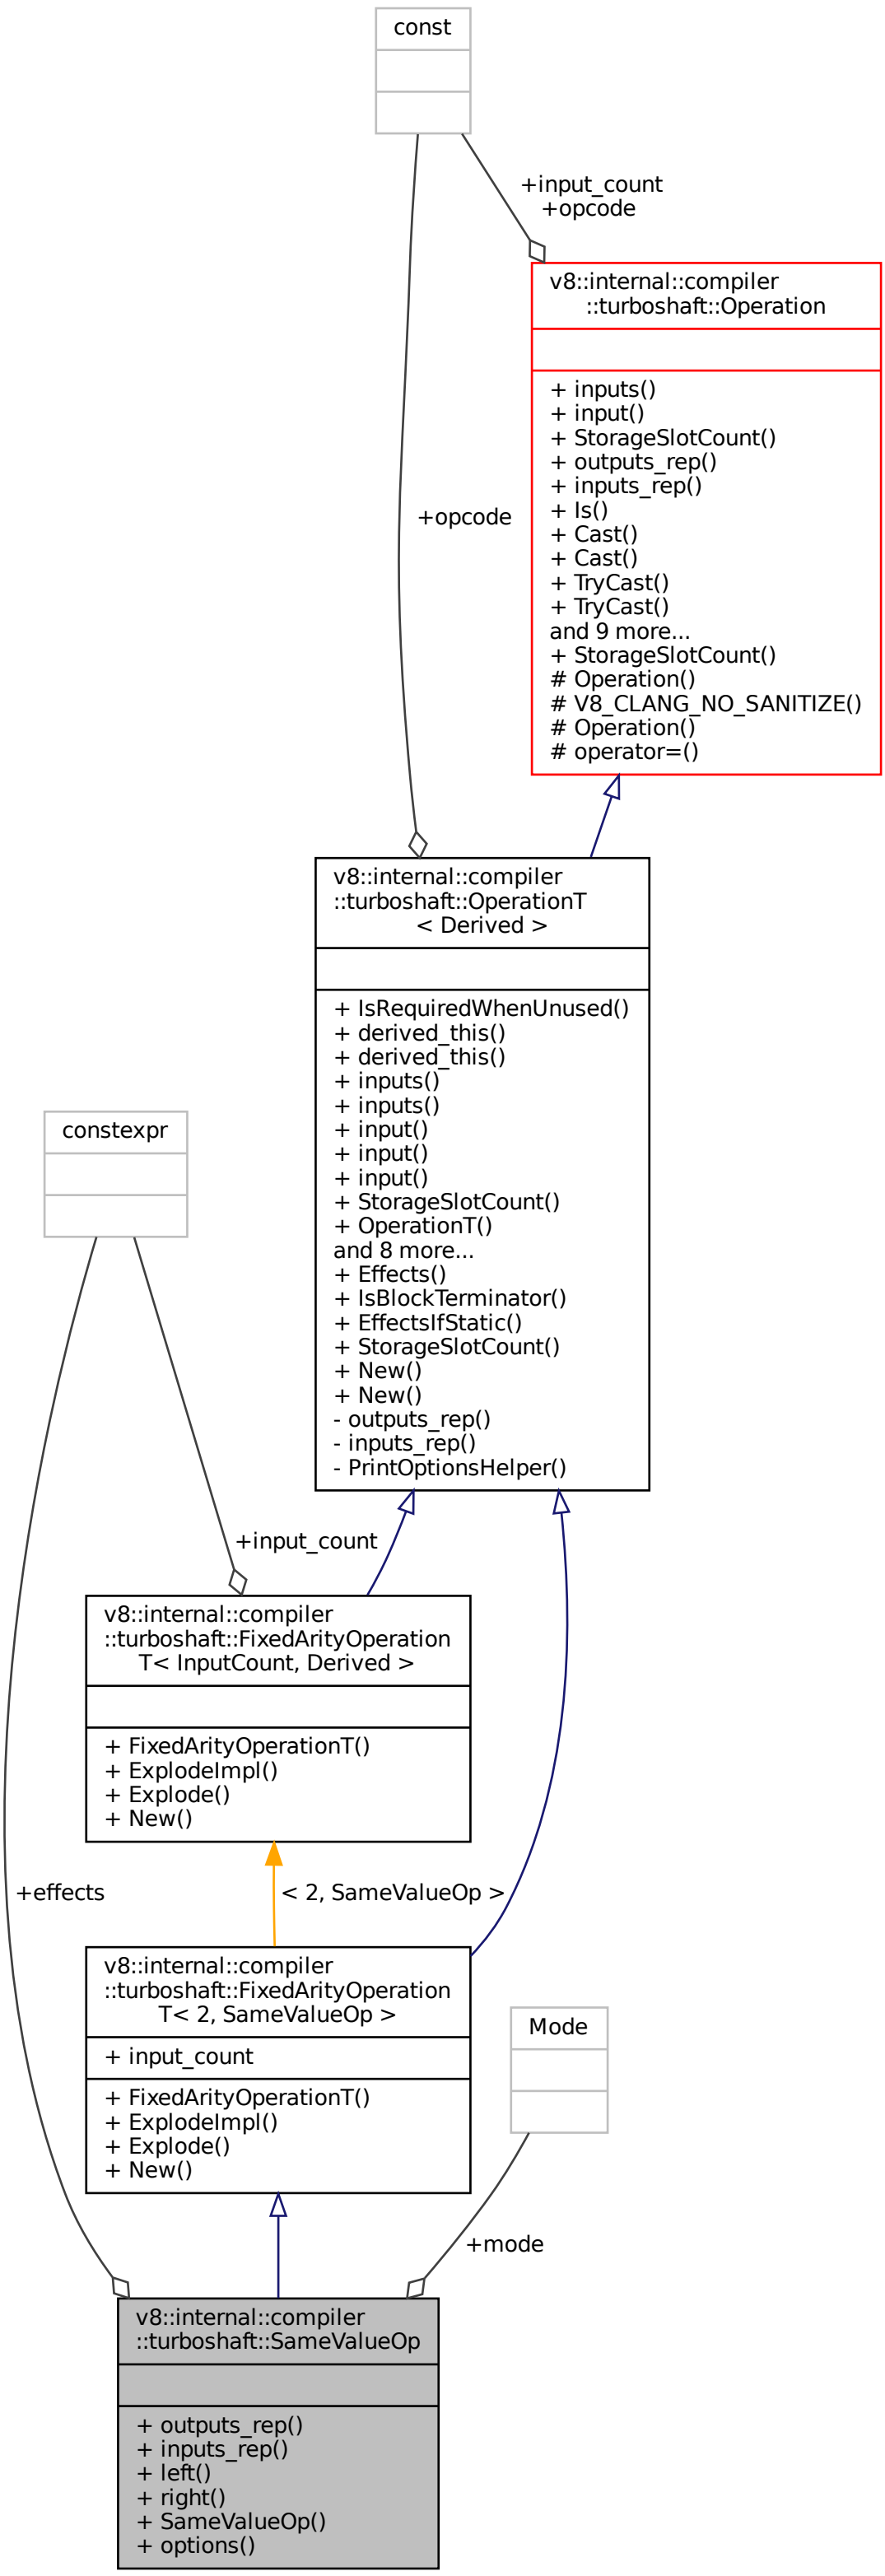 const
+input_count
+opcode
v8::internal::compiler
::turboshaft::Operation
+ inputs()
+ input()
+ StorageSlotCount()
+ outputs_rep()
+ inputs_rep()
+ Is()
+ Cast()
+ Cast()
+ TryCast()
+ TryCast()
and 9 more...
+ StorageSlotCount()
# Operation()
# V8_CLANG_NO_SANITIZE()
# Operation()
# operator=()
+opcode
v8::internal::compiler
::turboshaft::OperationT
< Derived >
+ IsRequiredWhenUnused()
+ derived_this()
+ derived_this()
+ inputs()
+ inputs()
+ input()
+ input()
+ input()
+ StorageSlotCount()
+ OperationT()
and 8 more...
+ Effects()
+ IsBlockTerminator()
+ EffectsIfStatic()
+ StorageSlotCount()
+ New()
+ New()
- outputs_rep()
- inputs_rep()
- PrintOptionsHelper()
constexpr
+input_count
v8::internal::compiler
::turboshaft::FixedArityOperation
T< InputCount, Derived >
+ FixedArityOperationT()
+ ExplodeImpl()
+ Explode()
+ New()
+effects
< 2, SameValueOp >
v8::internal::compiler
::turboshaft::FixedArityOperation
T< 2, SameValueOp >
+ input_count
+ FixedArityOperationT()
+ ExplodeImpl()
+ Explode()
+ New()
Mode
+mode
v8::internal::compiler
::turboshaft::SameValueOp
+ outputs_rep()
+ inputs_rep()
+ left()
+ right()
+ SameValueOp()
+ options()